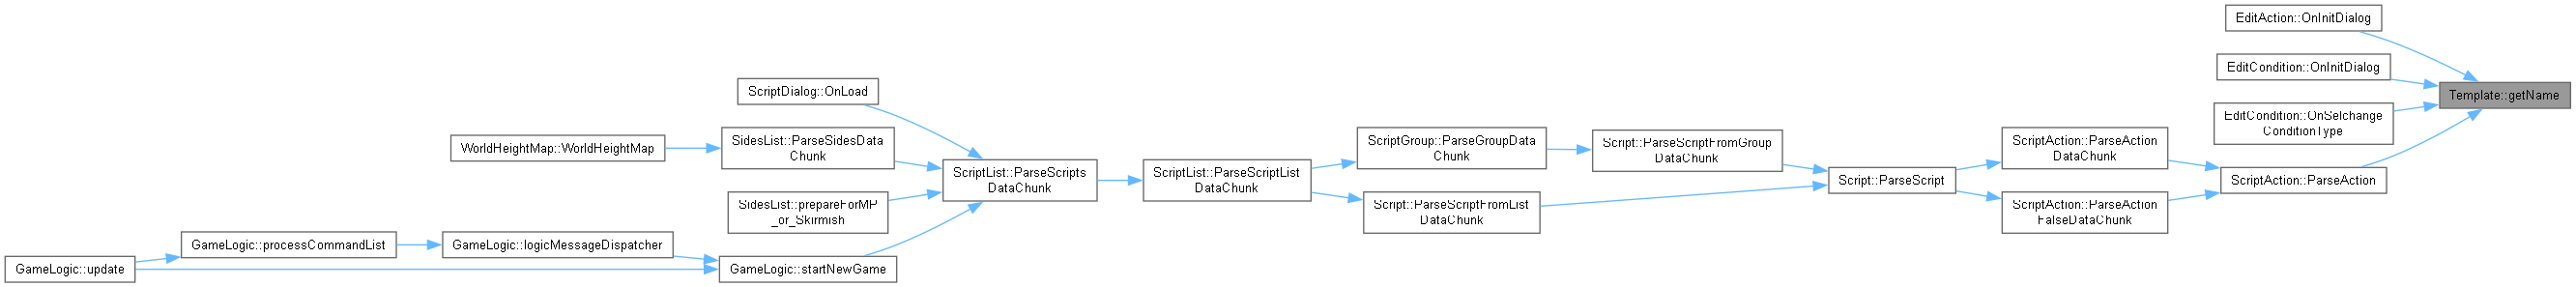 EditAction::OnInitDialog
EditCondition::OnInitDialog
Template::getName
EditCondition::OnSelchange
ConditionType
ScriptAction::ParseAction
ScriptAction::ParseAction
DataChunk
ScriptAction::ParseAction
FalseDataChunk
Script::ParseScript
Script::ParseScriptFromGroup
DataChunk
Script::ParseScriptFromList
DataChunk
ScriptGroup::ParseGroupData
Chunk
ScriptList::ParseScriptList
DataChunk
ScriptList::ParseScripts
DataChunk
ScriptDialog::OnLoad
SidesList::ParseSidesData
Chunk
WorldHeightMap::WorldHeightMap
SidesList::prepareForMP
_or_Skirmish
GameLogic::startNewGame
GameLogic::logicMessageDispatcher
GameLogic::processCommandList
GameLogic::update